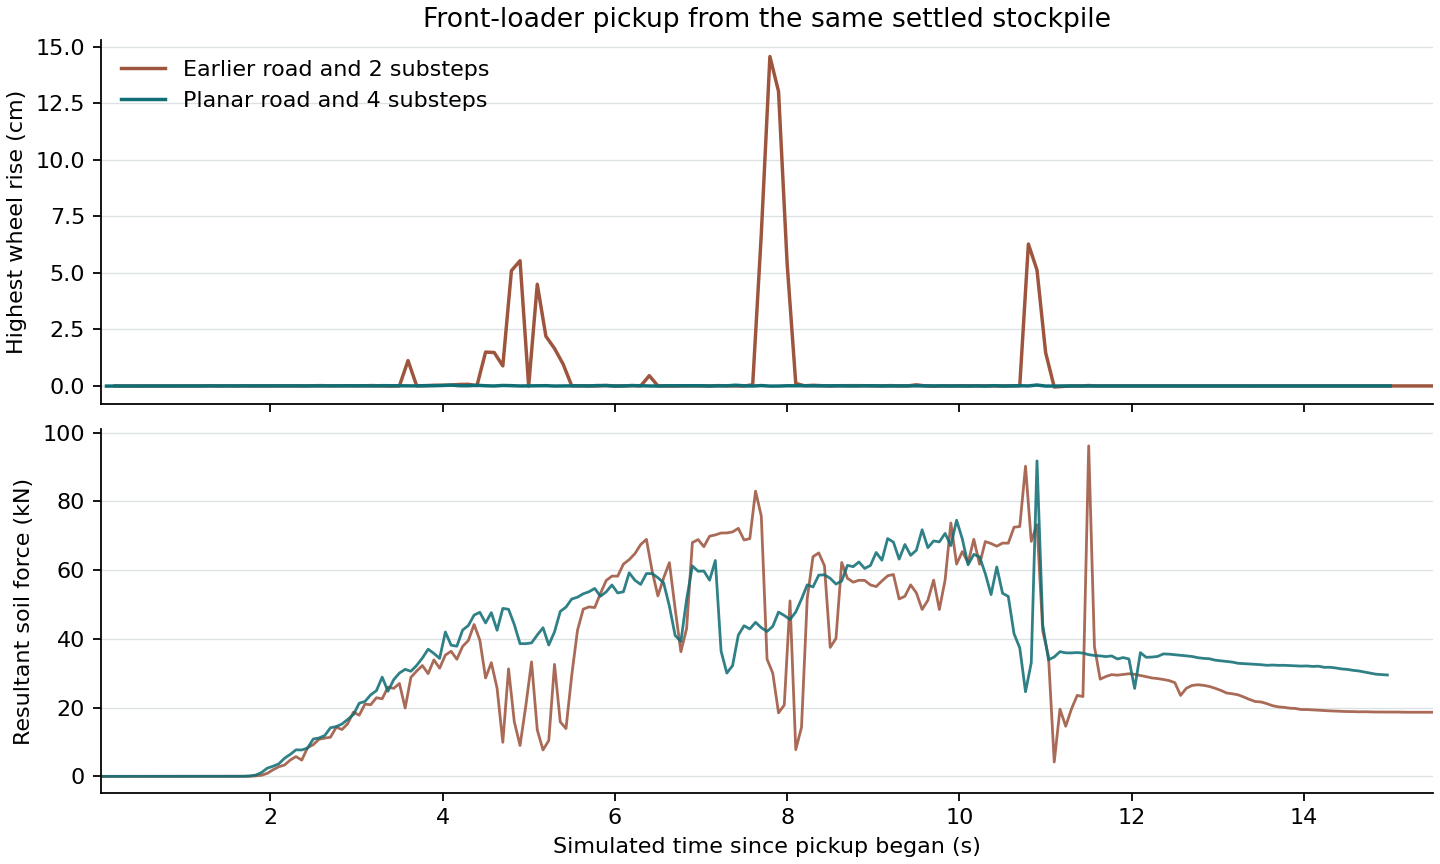 Front-loader pickup from the same settled stockpile
Highest wheel rise (cm)
15.0
12.5
10.0
7.5
5.0
2.5
0.0
Earlier road and 2 substeps
Planar road and 4 substeps
Resultant soil force (kN)
100
80
60
40
20
0
2 4 6 8 10 12 14
Simulated time since pickup began (s)